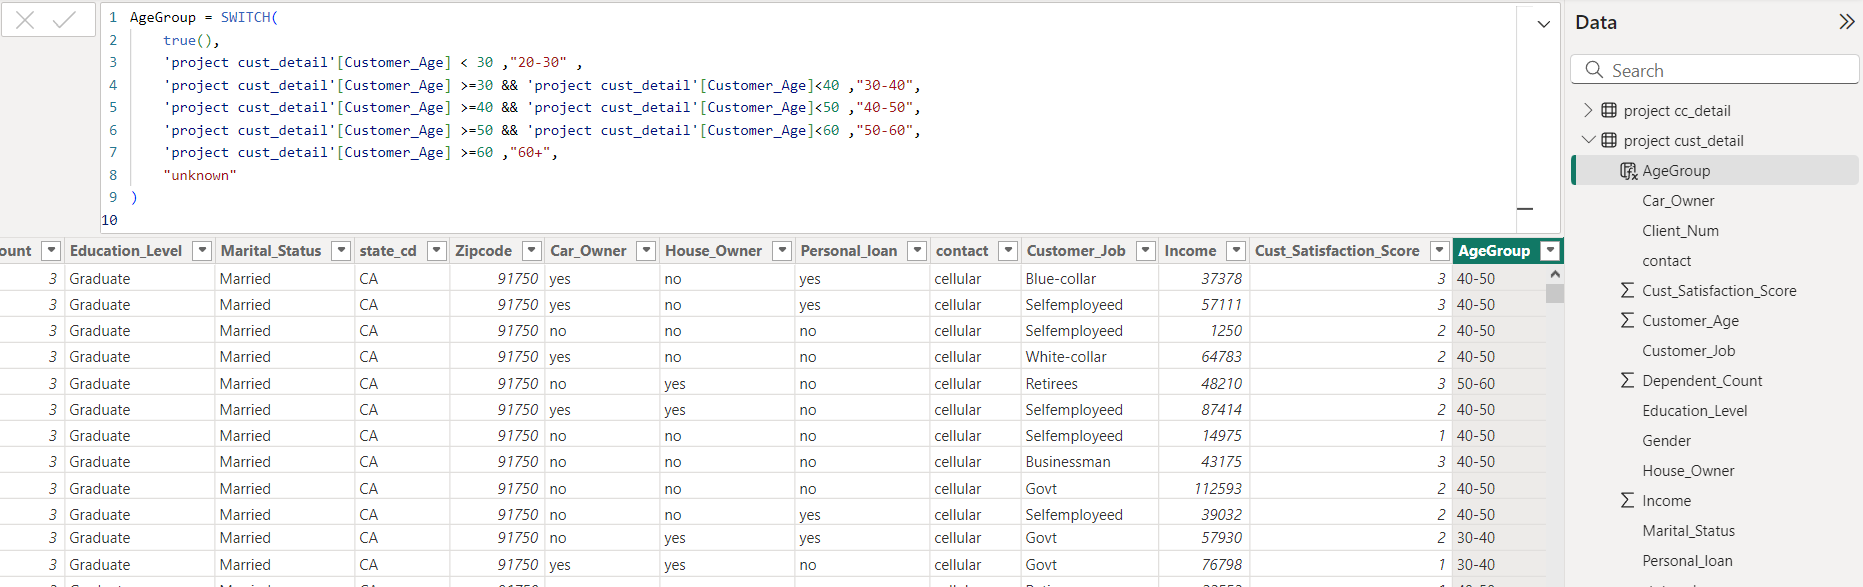 1 AgeGroup = SWITCH(
2 true(),
3 'project cust_detail'[Customer_Age] < 30 ,"20-30" ,
4 'project cust_detail'[Customer_Age] >=30 && 'project cust_detail'[Customer_Age]<40 ,"30-40",
5 'project cust_detail'[Customer_Age] >=40 && 'project cust_detail'[Customer_Age]<50 ,"40-50",
6 'project cust_detail'[Customer_Age] >=50 && 'project cust_detail'[Customer_Age]<60 ,"50-60",
7 'project cust_detail'[Customer_Age] >=60 ,"60+",
8 "unknown"
9 )
10
ount Education_Level Marital_Status state_cd Zipcode Car_Owner House_Owner Personal_loan contact Customer_Job Income Cust_Satisfaction_Score AgeGroup
3 Graduate Married CA 91750 yes no yes cellular Blue-collar 37378 3 40-50
3 Graduate Married CA 91750 yes no yes cellular Selfemployeed 57111 3 40-50
3 Graduate Married CA 91750 no no no cellular Selfemployeed 1250 2 40-50
3 Graduate Married CA 91750 yes no no cellular White-collar 64783 2 40-50
3 Graduate Married CA 91750 no yes no cellular Retirees 48210 3 50-60
3 Graduate Married CA 91750 yes yes no cellular Selfemployeed 87414 2 40-50
3 Graduate Married CA 91750 no no no cellular Selfemployeed 14975 1 40-50
3 Graduate Married CA 91750 no no no cellular Businessman 43175 3 40-50
3 Graduate Married CA 91750 no no no cellular Govt 112593 2 40-50
3 Graduate Married CA 91750 no no yes cellular Selfemployeed 39032 2 40-50
3 Graduate Married CA 91750 no yes yes cellular Govt 57930 2 30-40
3 Graduate Married CA 91750 yes yes no cellular Govt 76798 1 30-40
Data
Search
project cc_detail
project cust_detail
AgeGroup
Car_Owner
Client_Num
contact
Cust_Satisfaction_Score
Customer_Age
Customer_Job
Dependent_Count
Education_Level
Gender
House_Owner
Income
Marital_Status
Personal_loan